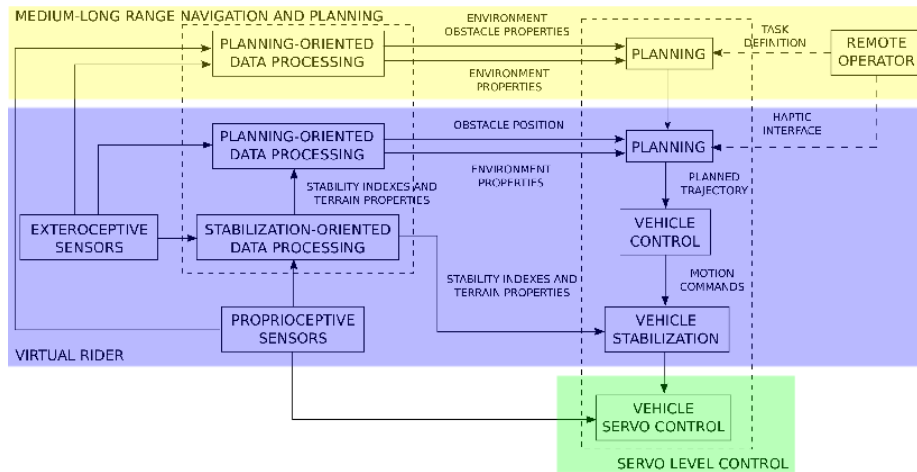 MEDIUM-LONG RANGE NAVIGATION AND PLANNING
PLANNING-ORIENTED
DATA PROCESSING
ENVIRONMENT
OBSTACLE PROPERTIES
ENVIRONMENT
PROPERTIES
PLANNING
TASK
DEFINITION
REMOTE
OPERATOR
HAPTIC
INTERFACE
PLANNING-ORIENTED
DATA PROCESSING
OBSTACLE POSITION
ENVIRONMENT
PROPERTIES
PLANNING
STABILITY INDEXES AND
TERRAIN PROPERTIES
PLANNED
TRAJECTORY
EXTEROCEPTIVE
SENSORS
STABILIZATION-ORIENTED
DATA PROCESSING
VEHICLE
CONTROL
STABILITY INDEXES AND
TERRAIN PROPERTIES
MOTION
COMMANDS
PROPRIOCEPTIVE
SENSORS
VEHICLE
STABILIZATION
VIRTUAL RIDER
VEHICLE
SERVO CONTROL
SERVO LEVEL CONTROL